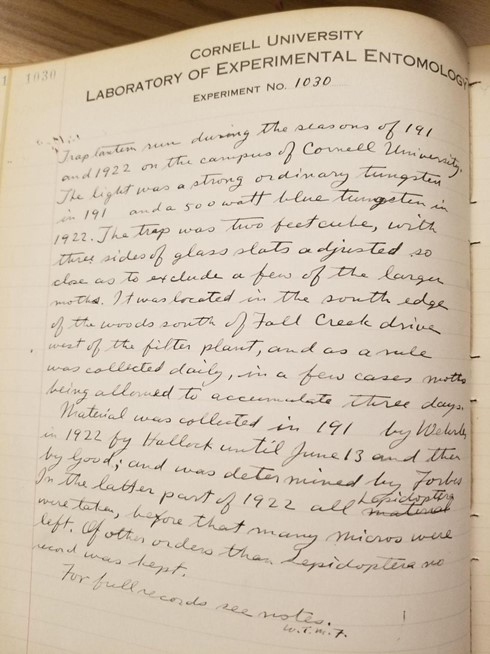 1030
CORNELL UNIVERSITY
LABORATORY OF EXPERIMENTAL ENTOMOLOGY
EXPERIMENT NO. 1030
Trap lantern run during the seasons of 191
and 1922 on the campus of Cornell University.
The light was a strong ordinary tungsten
in 191 and a 500 watt blue tungsten in
1922. The trap was two feet cube, with
three sides of glass slats adjusted so
close as to exclude a few of the larger
moths. It was located in the south edge
of the woods south of Fall Creek drive
west of the filter plant, and as a rule
was collected daily, in a few cases moths
being allowed to accumulate three days.
Material was collected in 191 by
in 1922 by Hallock until June 13 and then
by Good; and was determined by Forbes
In the latter part of 1922 all material Lepidoptera
were taken, before that many micros were
left. Of other orders than Lepidoptera no
record was kept.
For full records see notes.
W.T.M.F.